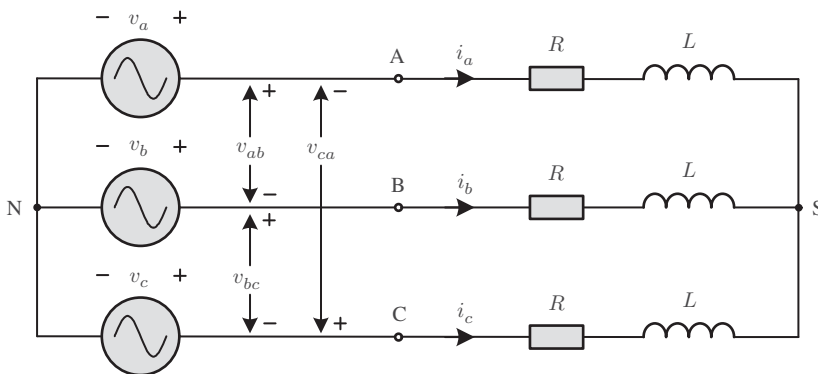 − v_a +
A
i_a
R
L
+
−
v_ab
v_ca
− v_b +
B
i_b
R
L
N
−
S
+
− v_c +
v_bc
C
i_c
R
L
−
+